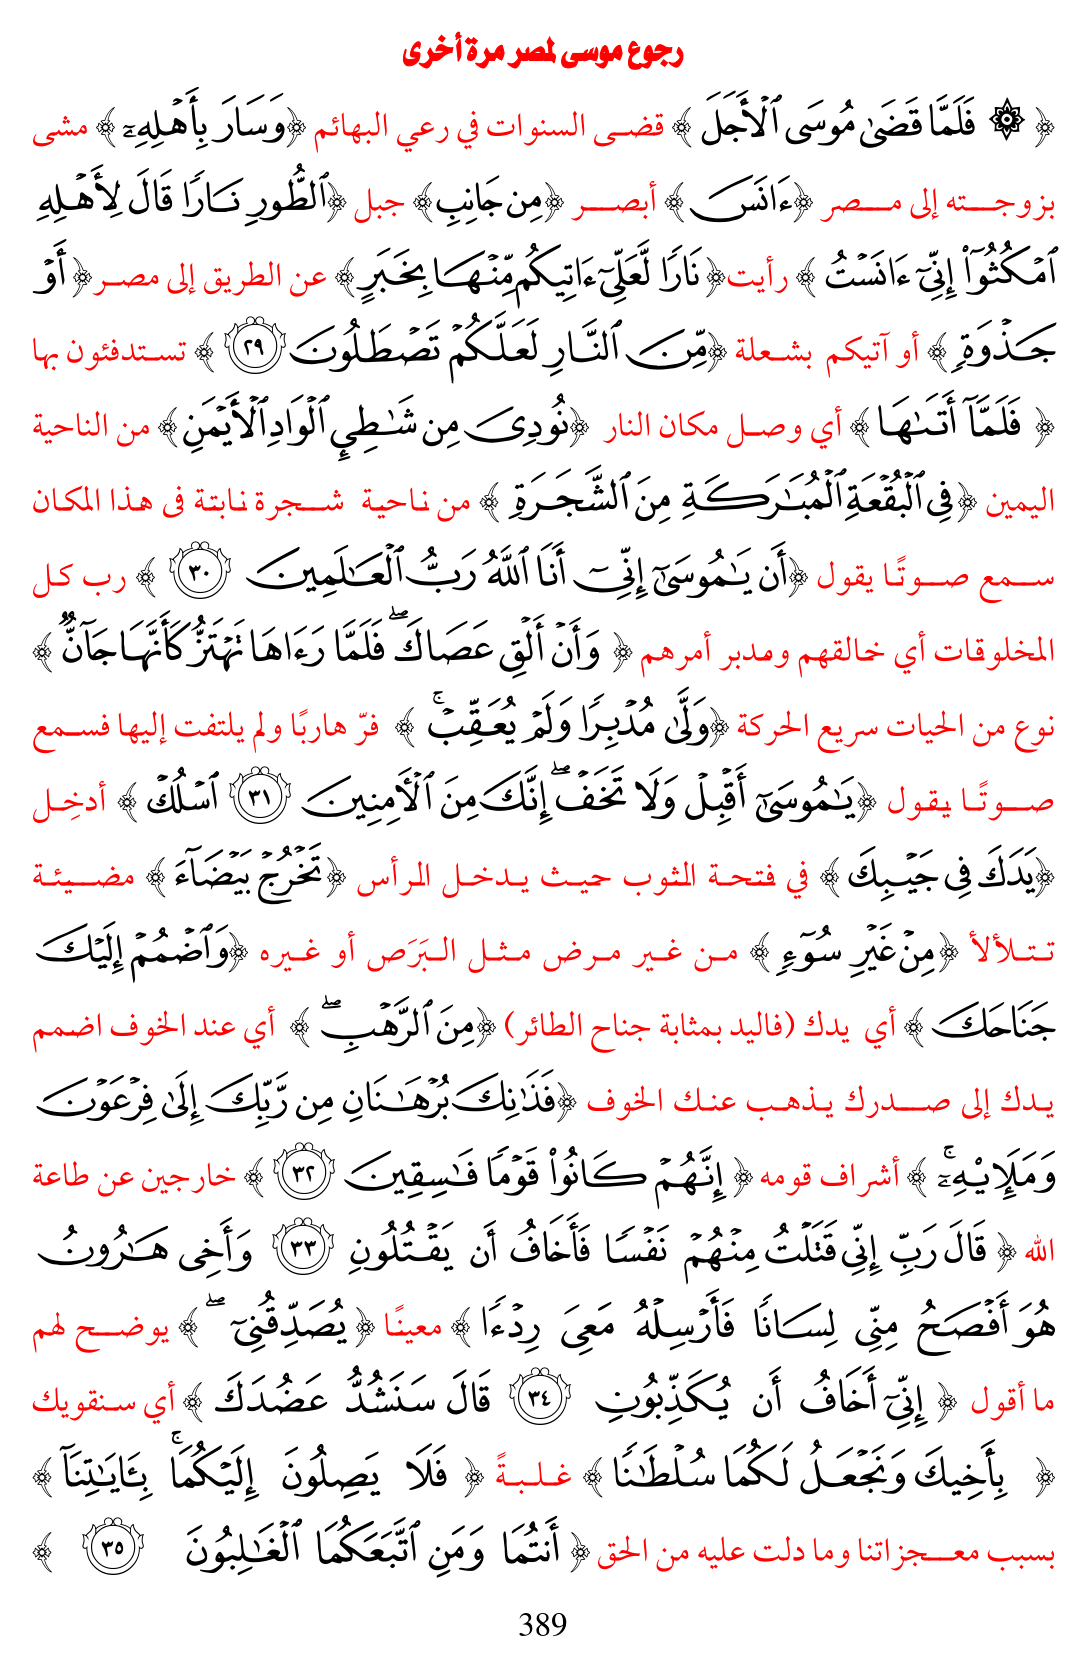 رجوع موسى لمصر مرة أخرى
﴿ ۞ فَلَمَّا قَضَىٰ مُوسَى ٱلْأَجَلَ ﴾ قضى السنوات في رعي البهائم ﴿وَسَارَ بِأَهْلِهِۦٓ﴾ مشى
بزوجته إلى مصر ﴿ءَانَسَ﴾ أبصر ﴿مِن جَانِبِ﴾ جبل ﴿ٱلطُّورِ نَارًا قَالَ لِأَهْلِهِ
ٱمْكُثُوٓا۟ إِنِّىٓ ءَانَسْتُ ﴾ رأيت﴿نَارًا لَّعَلِّىٓ ءَاتِيكُم مِّنْهَا بِخَبَرٍ﴾ عن الطريق إلى مصر﴿ أَوْ
جَذْوَةٍ ﴾ أو آتيكم بشعلة ﴿مِّنَ ٱلنَّارِ لَعَلَّكُمْ تَصْطَلُونَ ٢٩ ﴾ تستدفئون بها
﴿ فَلَمَّآ أَتَىٰهَا ﴾ أي وصل مكان النار ﴿نُودِىَ مِن شَـٰطِئِ ٱلْوَادِ ٱلْأَيْمَنِ﴾ من الناحية
اليمين ﴿فِى ٱلْبُقْعَةِ ٱلْمُبَـٰرَكَةِ مِنَ ٱلشَّجَرَةِ ﴾ من ناحية شجرة نابتة فى هذا المكان
سمع صوتًا يقول ﴿أَن يَـٰمُوسَىٰٓ إِنِّىٓ أَنَا ٱللَّهُ رَبُّ ٱلْعَـٰلَمِينَ ٣٠ ﴾ رب كل
المخلوقات أي خالقهم ومدبر أمرهم ﴿ وَأَنْ أَلْقِ عَصَاكَ ۖ فَلَمَّا رَءَاهَا تَهْتَزُّ كَأَنَّهَا جَآنٌّ ﴾
نوع من الحيات سريع الحركة ﴿وَلَّىٰ مُدْبِرًا وَلَمْ يُعَقِّبْ ۚ ﴾ فرّ هاربًا ولم يلتفت إليها فسمع
صوتًا يقول ﴿يَـٰمُوسَىٰٓ أَقْبِلْ وَلَا تَخَفْ ۖ إِنَّكَ مِنَ ٱلْـَٔامِنِينَ ٣١ ٱسْلُكْ ﴾ أدخِل
﴿يَدَكَ فِى جَيْبِكَ ﴾ في فتحة الثوب حيث يدخل الرأس ﴿تَخْرُجْ بَيْضَآءَ ﴾ مضيئة
تتلألأ ﴿مِنْ غَيْرِ سُوٓءٍ ﴾ من غير مرض مثل البَرَص أو غيره ﴿وَٱضْمُمْ إِلَيْكَ
جَنَاحَكَ ﴾ أي يدك (فاليد بمثابة جناح الطائر) ﴿مِنَ ٱلرَّهْبِ ۖ ﴾ أي عند الخوف اضمم
يدك إلى صدرك يذهب عنك الخوف ﴿فَذَٰنِكَ بُرْهَـٰنَانِ مِن رَّبِّكَ إِلَىٰ فِرْعَوْنَ
وَمَلَإِي۟هِۦٓ ۚ ﴾ أشراف قومه ﴿ إِنَّهُمْ كَانُوا۟ قَوْمًا فَـٰسِقِينَ ٣٢ ﴾ خارجين عن طاعة
الله ﴿ قَالَ رَبِّ إِنِّى قَتَلْتُ مِنْهُمْ نَفْسًا فَأَخَافُ أَن يَقْتُلُونِ ٣٣ وَأَخِى هَـٰرُونُ
هُوَ أَفْصَحُ مِنِّى لِسَانًا فَأَرْسِلْهُ مَعِىَ رِدْءًا ﴾ معينًا ﴿ يُصَدِّقُنِىٓ ۖ ﴾ يوضح لهم
ما أقول ﴿ إِنِّىٓ أَخَافُ أَن يُكَذِّبُونِ ٣٤ قَالَ سَنَشُدُّ عَضُدَكَ ﴾ أي سنقويك
﴿ بِأَخِيكَ وَنَجْعَلُ لَكُمَا سُلْطَـٰنًا ﴾ غلبةً ﴿ فَلَا يَصِلُونَ إِلَيْكُمَا ۚ بِـَٔايَـٰتِنَآ ﴾
بسبب معجزاتنا وما دلت عليه من الحق ﴿ أَنتُمَا وَمَنِ ٱتَّبَعَكُمَا ٱلْغَـٰلِبُونَ ٣٥ ﴾
389